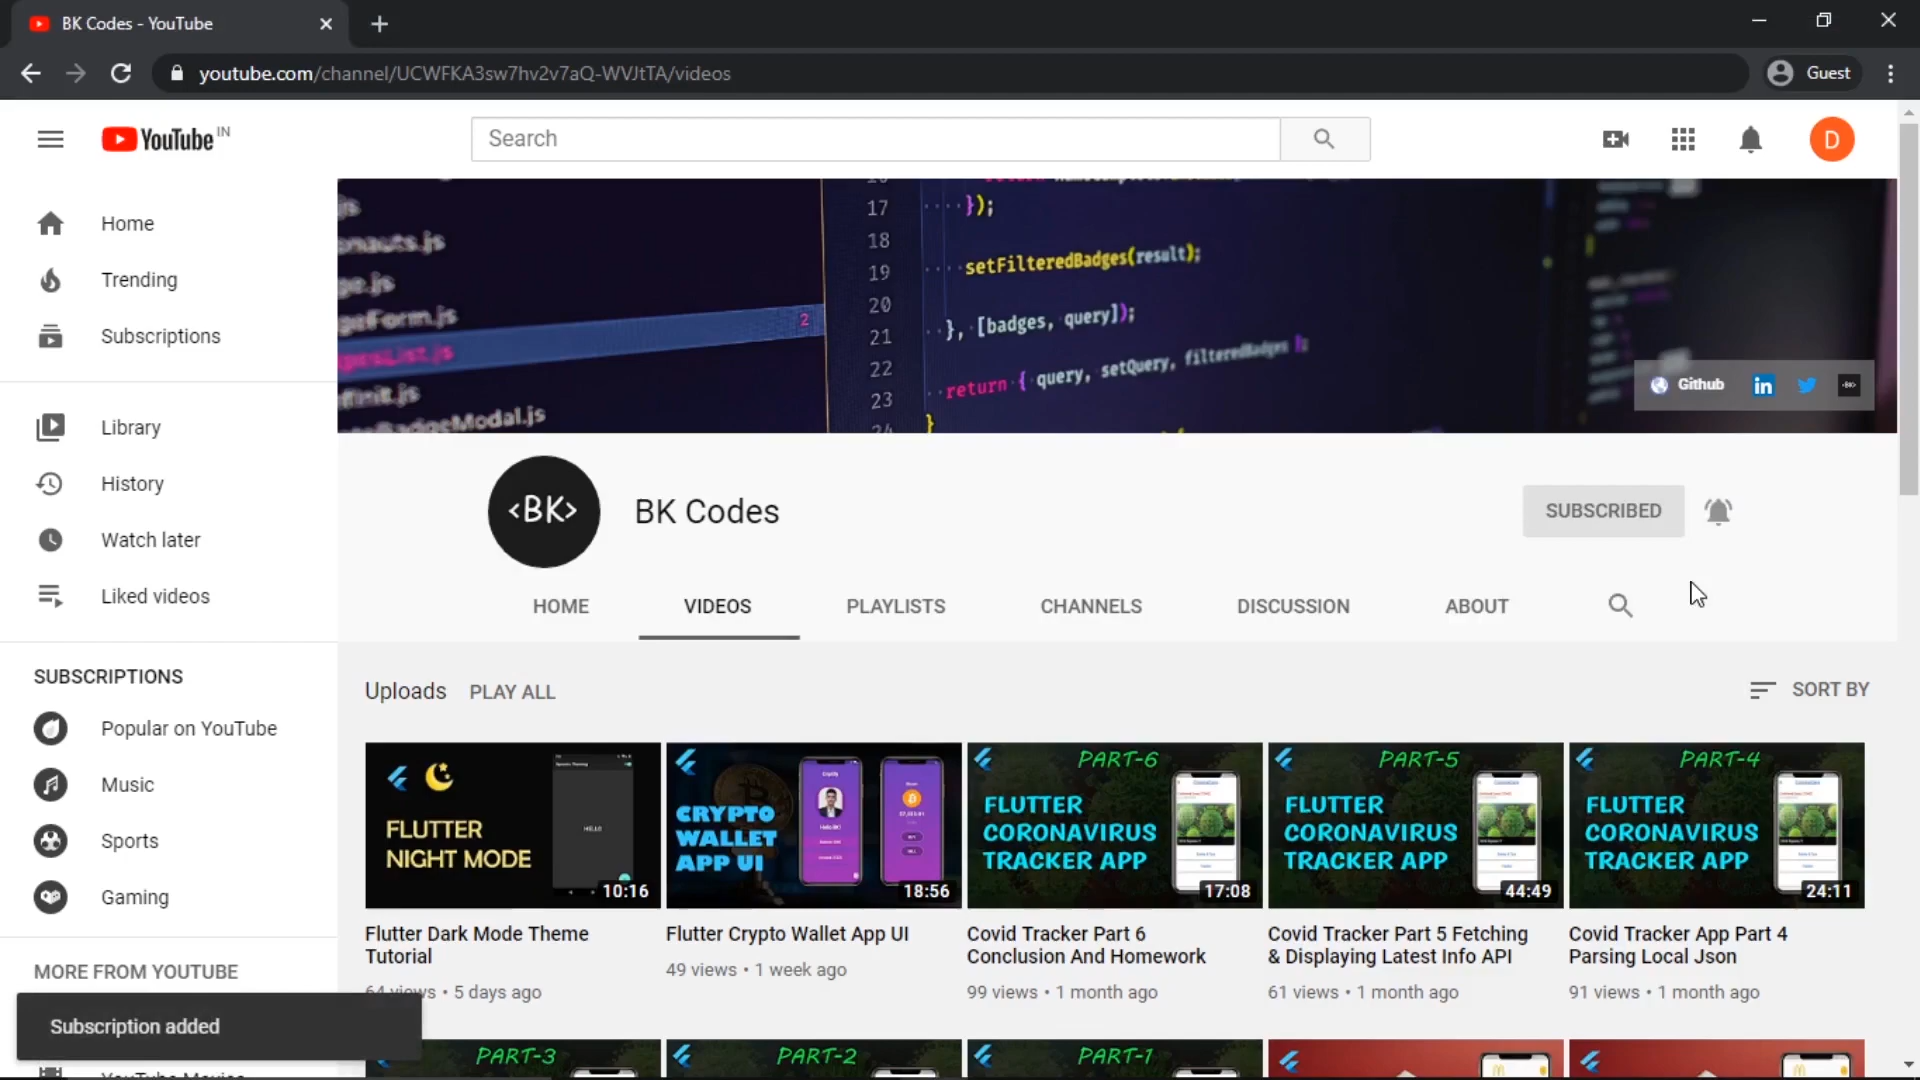 BK Codes - YouTube
youtube.com/channel/UCWFKA3sw7hv2v7aQ-WVJtTA/videos
Guest
YouTube IN
Search
D
Home
Trending
Subscriptions
Library
History
Watch later
Liked videos
SUBSCRIPTIONS
Popular on YouTube
Music
Sports
Gaming
MORE FROM YOUTUBE
Subscription added
17 });
18
19 setFilteredBadges(result);
20
21 }, [badges, query]);
22
23 return { query, setQuery, filteredBadges };
24 }
2
Github
in
<BK>
BK Codes
SUBSCRIBED
HOME
VIDEOS
PLAYLISTS
CHANNELS
DISCUSSION
ABOUT
Uploads
PLAY ALL
SORT BY
FLUTTER
NIGHT MODE
HELLO
10:16
Flutter Dark Mode Theme
Tutorial
64 views • 5 days ago
CRYPTO
WALLET
APP UI
18:56
Flutter Crypto Wallet App UI
49 views • 1 week ago
PART-6
FLUTTER
CORONAVIRUS
TRACKER APP
17:08
Covid Tracker Part 6
Conclusion And Homework
99 views • 1 month ago
PART-5
FLUTTER
CORONAVIRUS
TRACKER APP
44:49
Covid Tracker Part 5 Fetching
& Displaying Latest Info API
61 views • 1 month ago
PART-4
FLUTTER
CORONAVIRUS
TRACKER APP
24:11
Covid Tracker App Part 4
Parsing Local Json
91 views • 1 month ago
PART-3
PART-2
PART-1